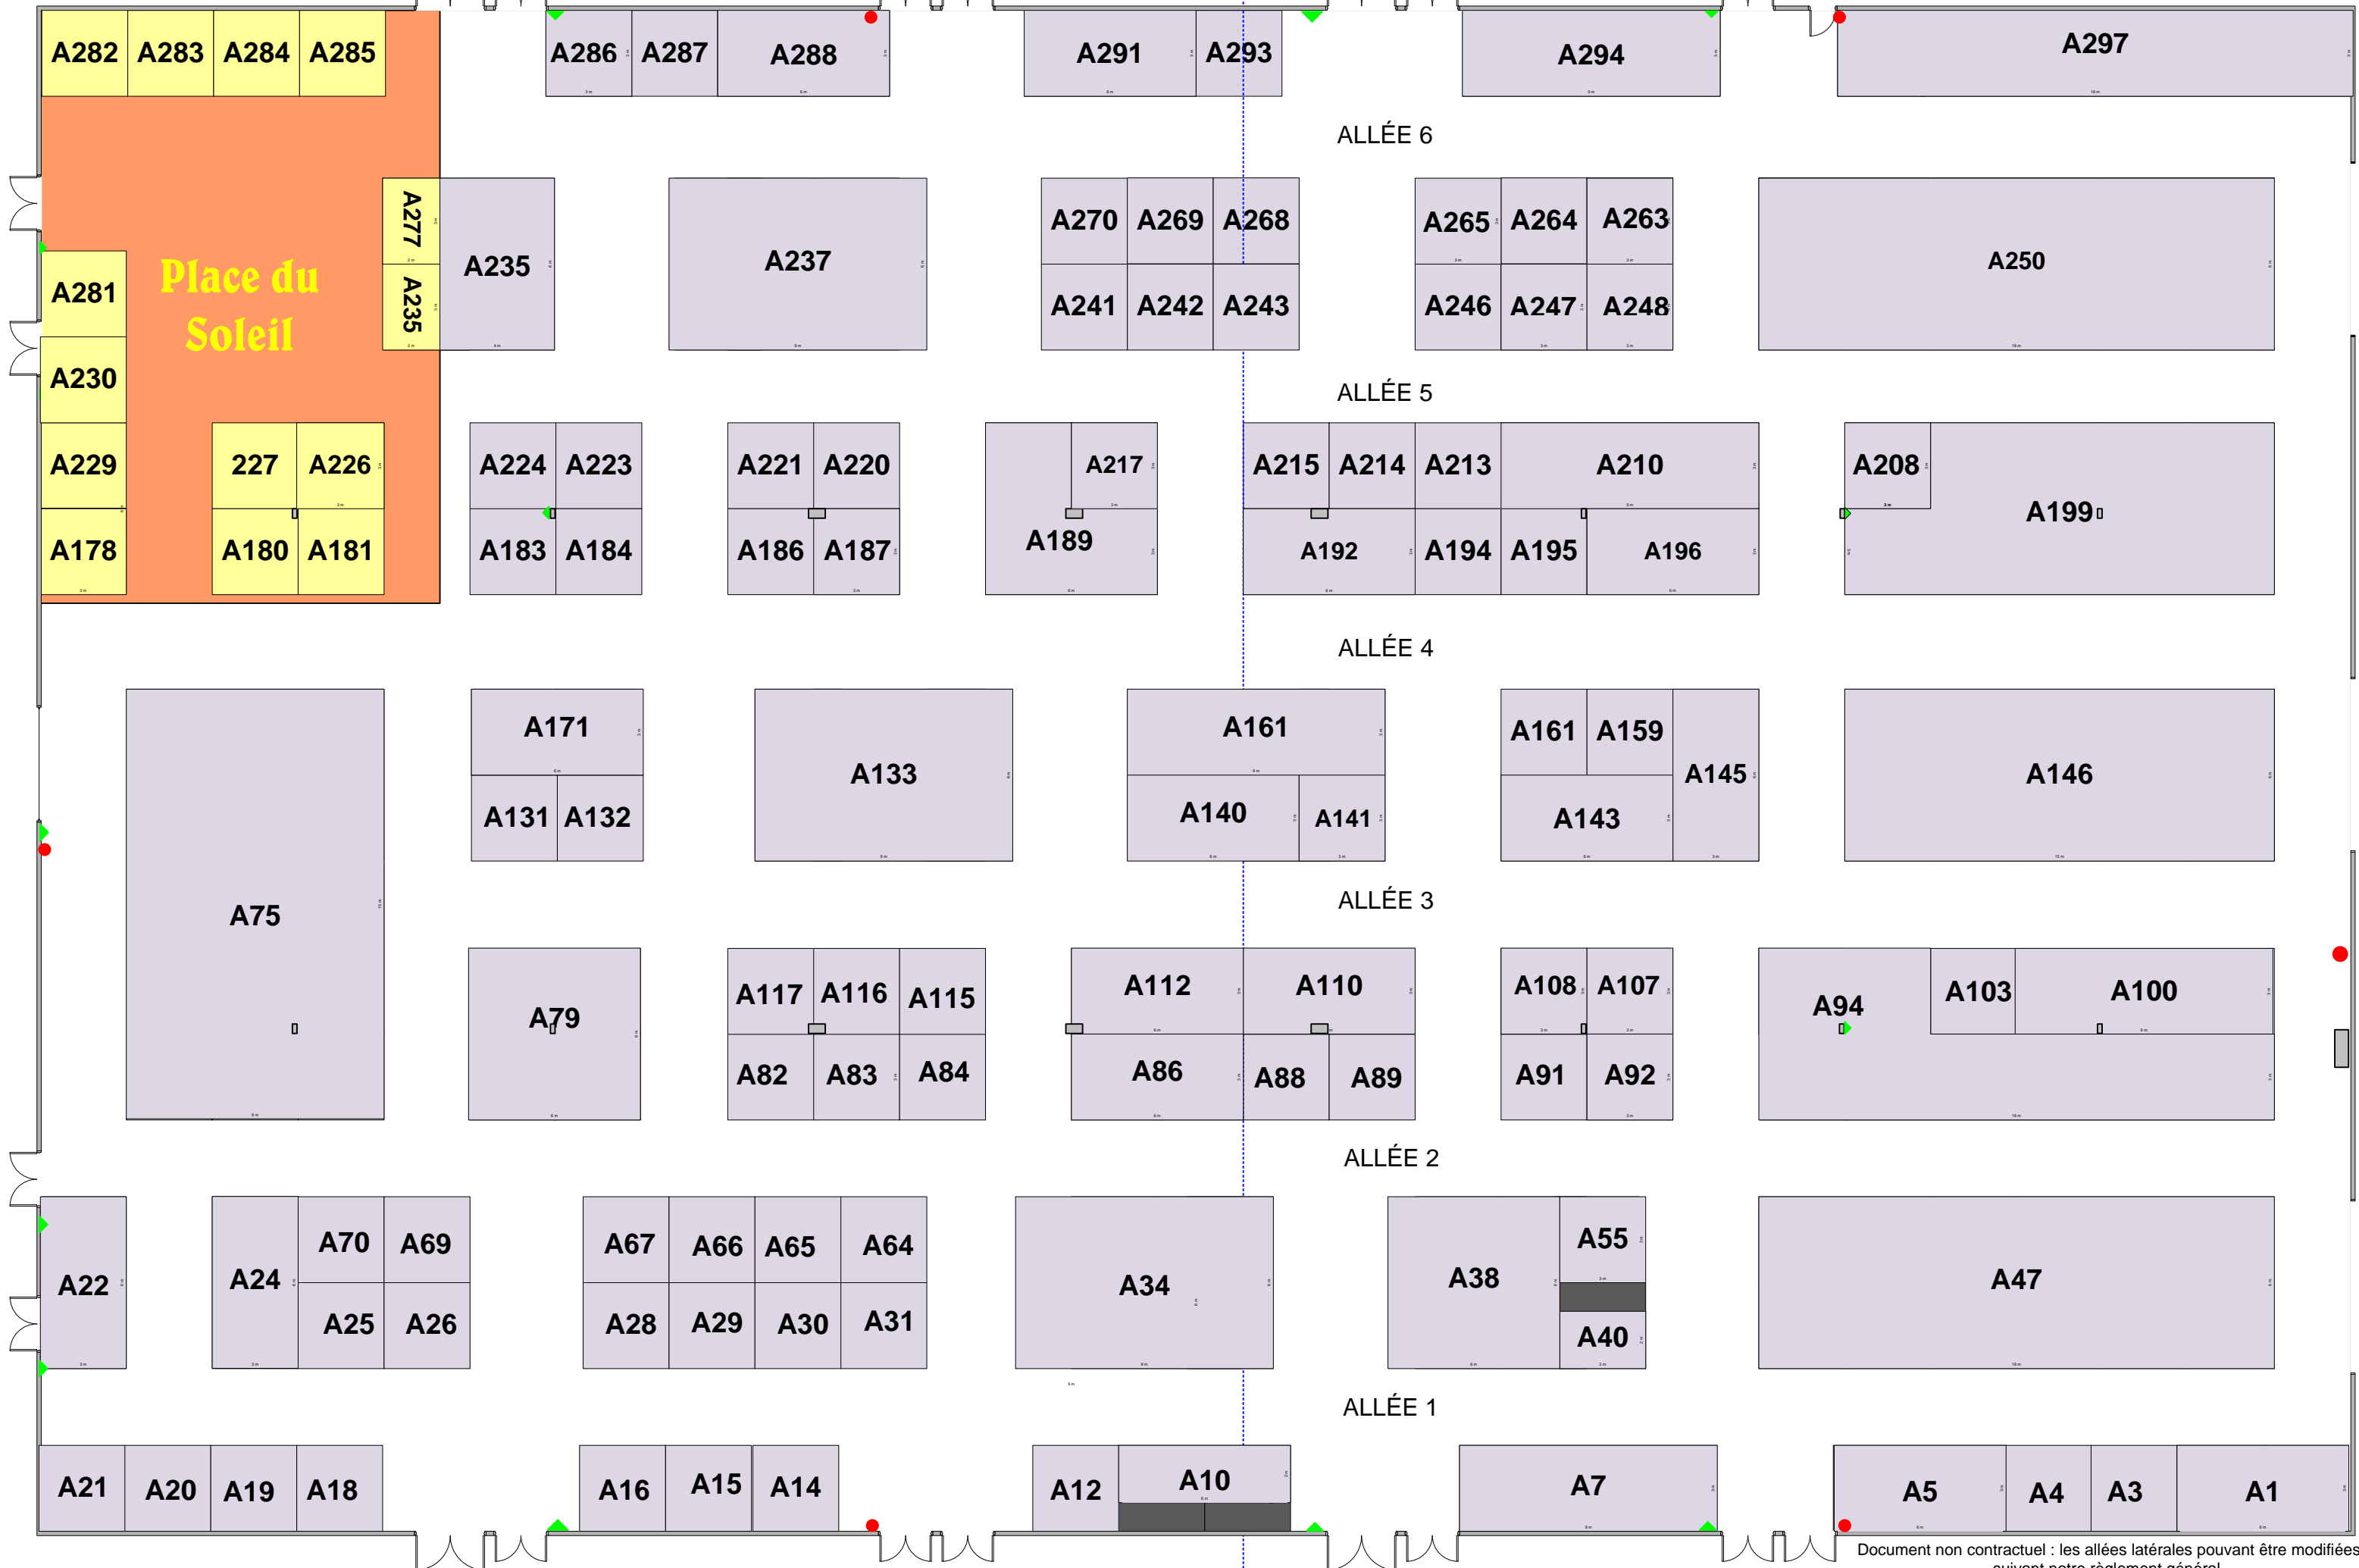 A282 A283 A284 A285 A286 A287 A288 A291 A293 A294 A297
ALLÉE 6
A277 A235 A237 A270 A269 A268 A265 A264 A263 A250
A281 A235 A241 A242 A243 A246 A247 A248
Place du
Soleil
A230
ALLÉE 5
A229 227 A226 A224 A223 A221 A220 A217 A215 A214 A213 A210 A208
A178 A180 A181 A183 A184 A186 A187 A189 A192 A194 A195 A196 A199
ALLÉE 4
A171 A133 A161 A161 A159 A145 A146
A131 A132 A140 A141 A143
ALLÉE 3
A75
A79 A117 A116 A115 A112 A110 A108 A107 A94 A103 A100
A82 A83 A84 A86 A88 A89 A91 A92
ALLÉE 2
A22 A24 A70 A69 A67 A66 A65 A64 A34 A38 A55 A47
A25 A26 A28 A29 A30 A31 A40
ALLÉE 1
A21 A20 A19 A18 A16 A15 A14 A12 A10 A7 A5 A4 A3 A1
Document non contractuel : les allées latérales pouvant être modifiées
suivant notre règlement général